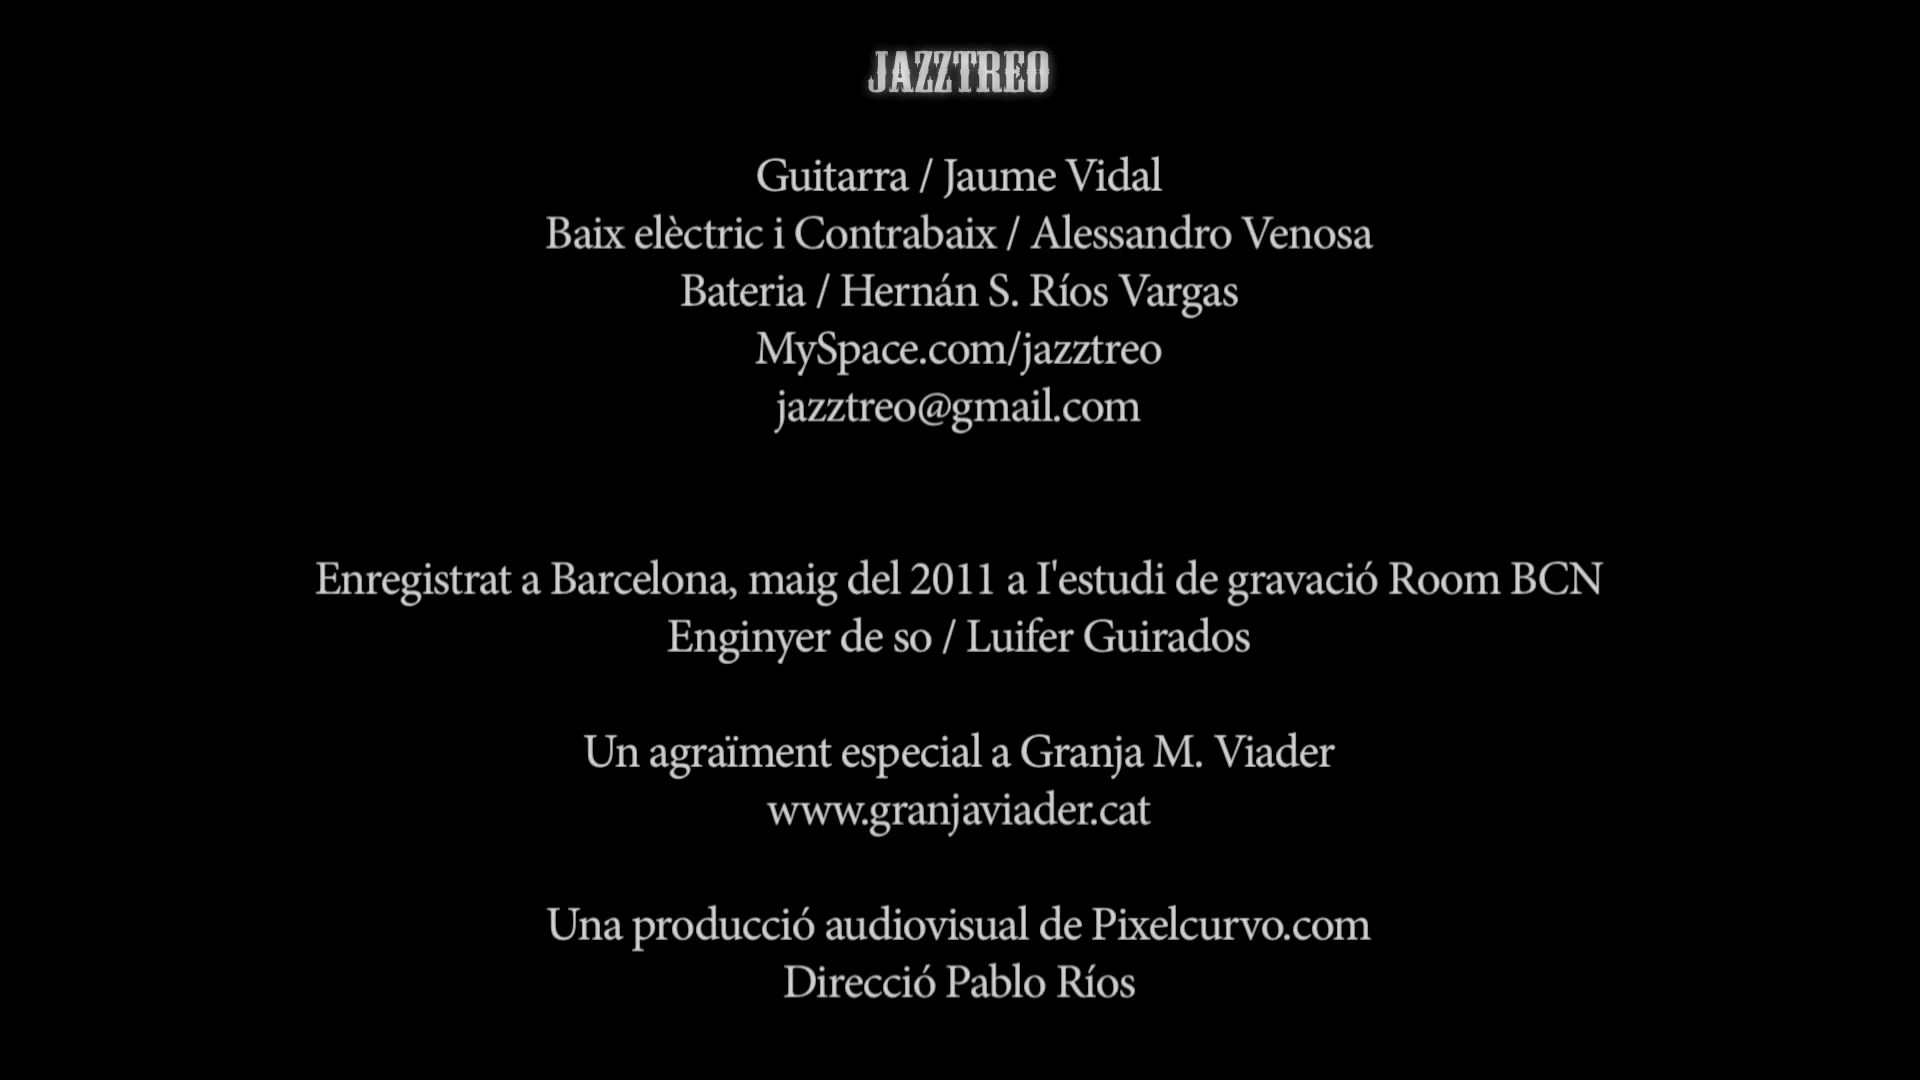 JAZZTREO
Guitarra / Jaume Vidal
Baix elèctric i Contrabaix / Alessandro Venosa
Bateria / Hernán S. Ríos Vargas
MySpace.com/jazztreo
jazztreo@gmail.com
Enregistrat a Barcelona, maig del 2011 a I'estudi de gravació Room BCN
Enginyer de so / Luifer Guirados
Un agraïment especial a Granja M. Viader
www.granjaviader.cat
Una producció audiovisual de Pixelcurvo.com
Direcció Pablo Ríos